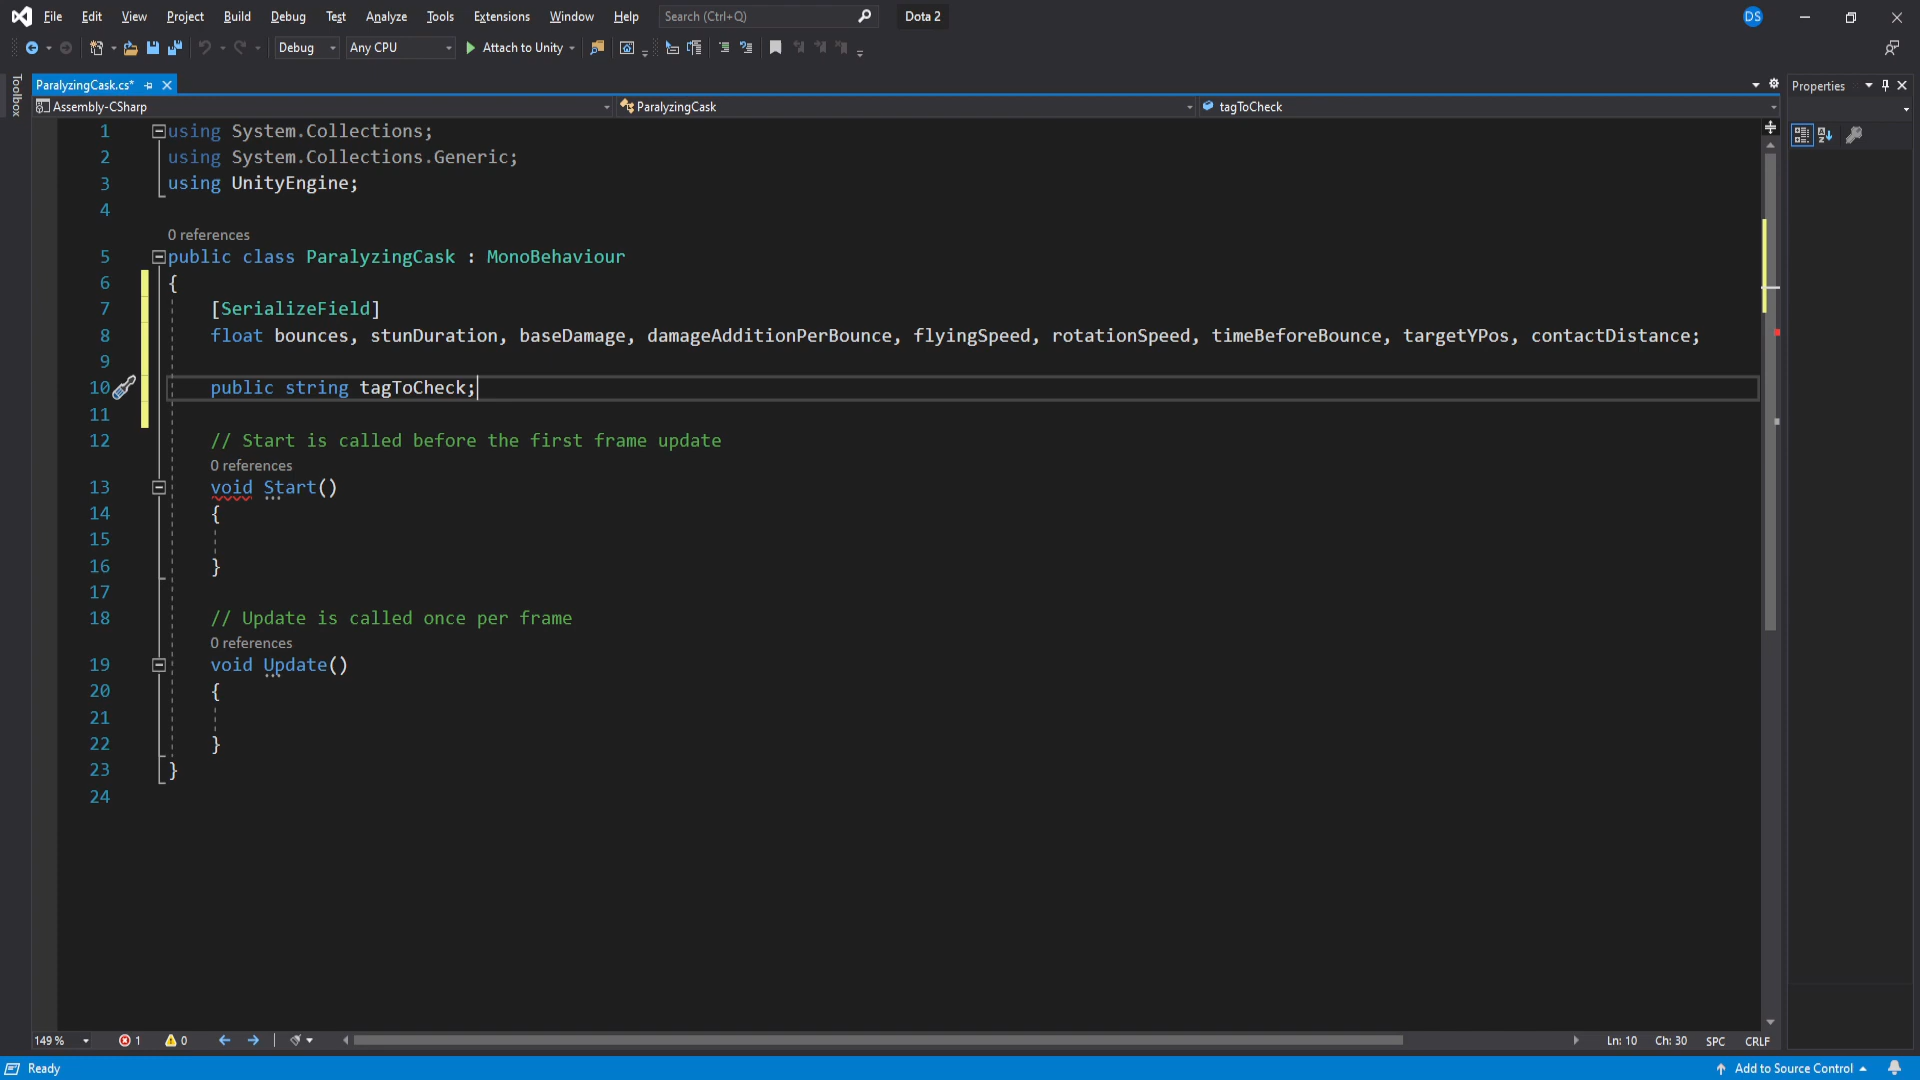 File Edit View Project Build Debug Test Analyze Tools Extensions Window Help Search (Ctrl+Q) Dota 2 DS
Debug Any CPU Attach to Unity
Toolbox
ParalyzingCask.cs*
Properties
Assembly-CSharp ParalyzingCask tagToCheck
1 using System.Collections;
2 using System.Collections.Generic;
3 using UnityEngine;
4
0 references
5 public class ParalyzingCask : MonoBehaviour
6 {
7 [SerializeField]
8 float bounces, stunDuration, baseDamage, damageAdditionPerBounce, flyingSpeed, rotationSpeed, timeBeforeBounce, targetYPos, contactDistance;
9
10 public string tagToCheck;
11
12 // Start is called before the first frame update
0 references
13 void Start()
14 {
15
16 }
17
18 // Update is called once per frame
0 references
19 void Update()
20 {
21
22 }
23 }
24
149 % 1 0 Ln: 10 Ch: 30 SPC CRLF
Ready Add to Source Control